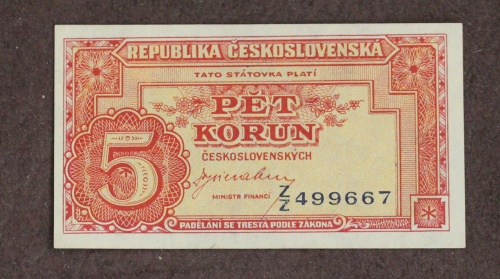 REPUBLIKA ČESKOSLOVENSKÁ
TATO STÁTOVKA PLATÍ
PĚT
KORUN
ČESKOSLOVENSKÝCH
5
MINISTR FINANCÍ
Z/Z 499667
PADĚLÁNÍ SE TRESTÁ PODLE ZÁKONA